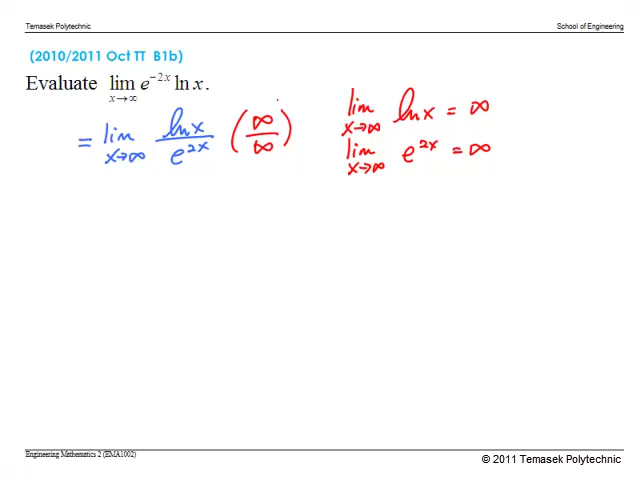 Temasek Polytechnic School of Engineering
(2010/2011 Oct TT B1b)
Evaluate lim x→∞ e^−2x ln x.
= lim x→∞ ln x / e^2x (∞/∞)
lim x→∞ ln x = ∞
lim x→∞ e^2x = ∞
Engineering Mathematics 2 (EMA1002)
© 2011 Temasek Polytechnic